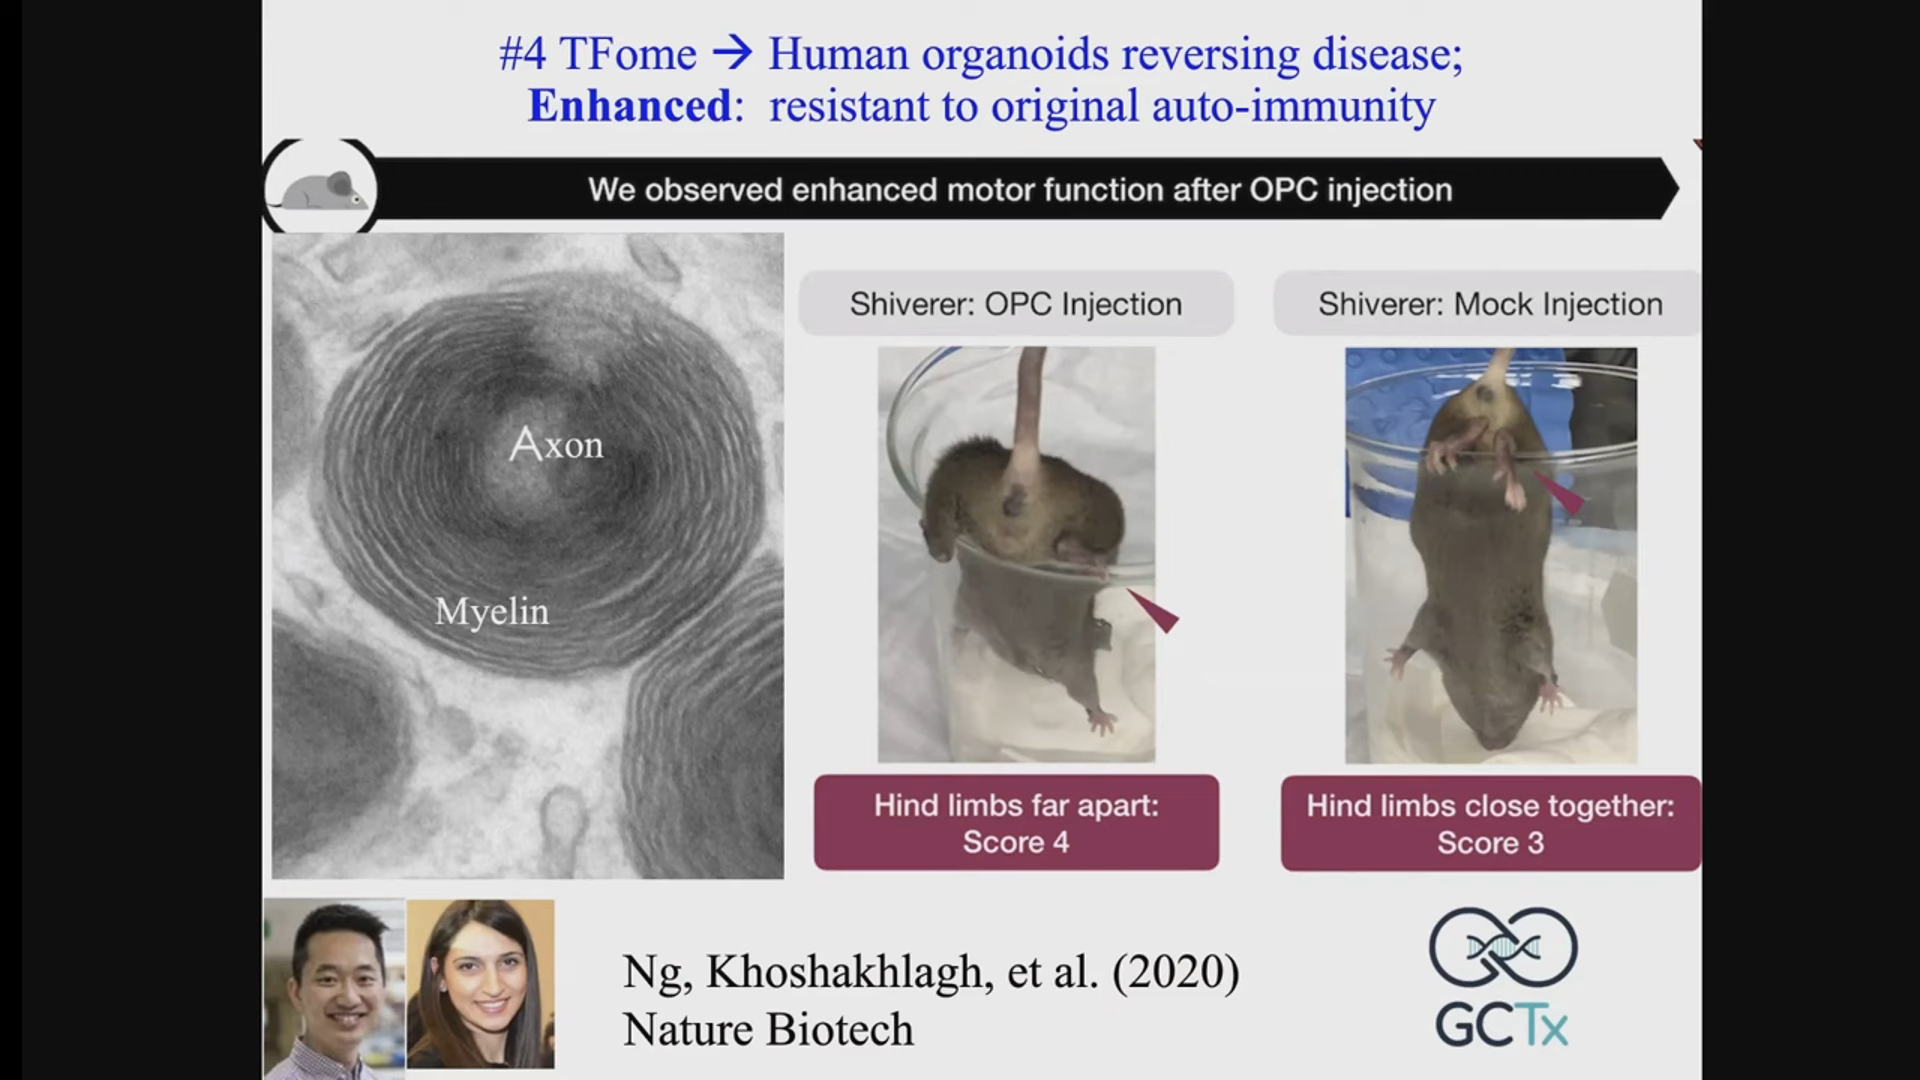 #4 TFome → Human organoids reversing disease;
Enhanced: resistant to original auto-immunity
We observed enhanced motor function after OPC injection
Axon
Myelin
Shiverer: OPC Injection
Shiverer: Mock Injection
Hind limbs far apart:
Score 4
Hind limbs close together:
Score 3
Ng, Khoshakhlagh, et al. (2020)
Nature Biotech
GCTx